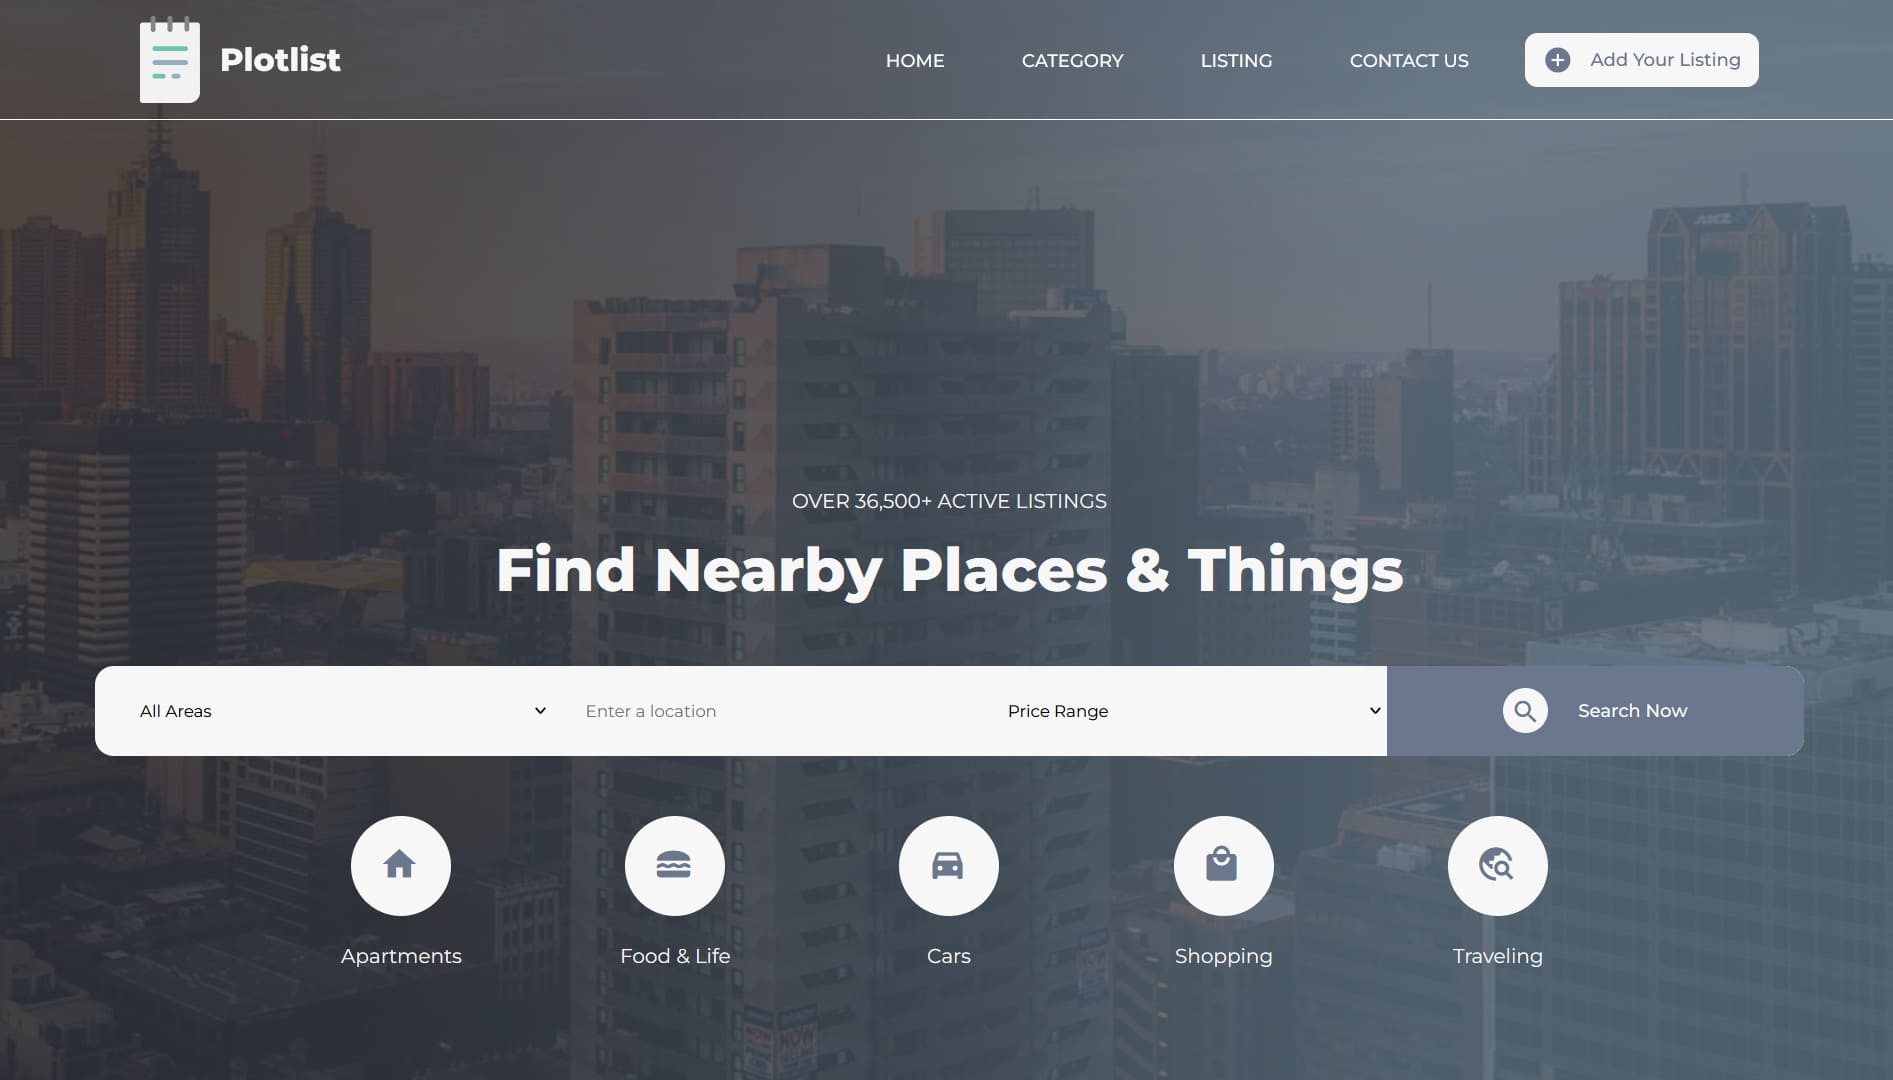 Plotlist
HOME CATEGORY LISTING CONTACT US Add Your Listing
OVER 36,500+ ACTIVE LISTINGS
Find Nearby Places & Things
All Areas Enter a location Price Range Search Now
Apartments Food & Life Cars Shopping Traveling